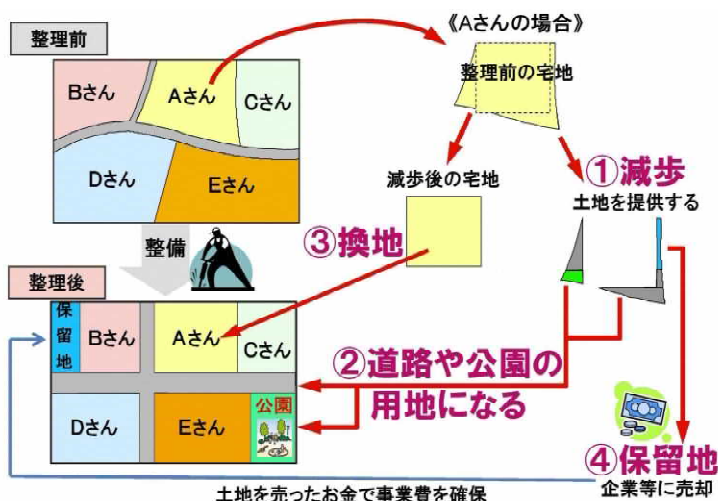 整理前
《Aさんの場合》
整理前の宅地
Bさん
Aさん
Cさん
Dさん
Eさん
減歩後の宅地
①減歩
土地を提供する
整備
③換地
整理後
保留地
Bさん
Aさん
Cさん
②道路や公園の
用地になる
Dさん
Eさん
公園
④保留地
企業等に売却
土地を売ったお金で事業費を確保